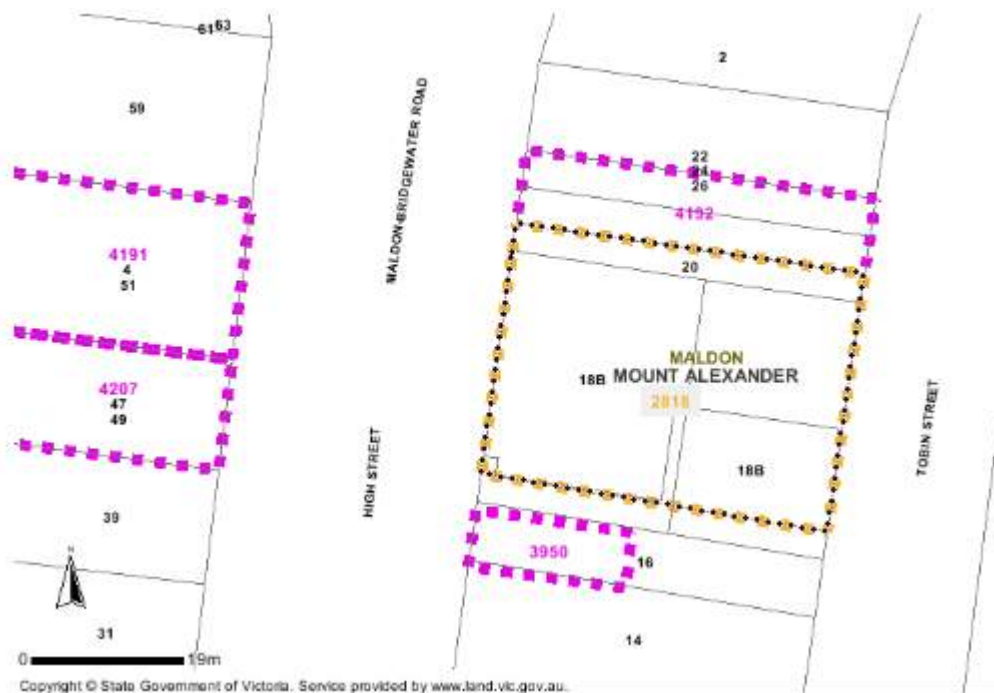 6163
2
59
MALDON-BRIDGEWATER ROAD
22
24
26
4192
4191
4
51
20
MALDON
MOUNT ALEXANDER
18B
2818
4207
47
49
TOBIN STREET
HIGH STREET
18B
39
3950
16
N
31
14
0 19m
Copyright © State Government of Victoria. Service provided by www.land.vic.gov.au.